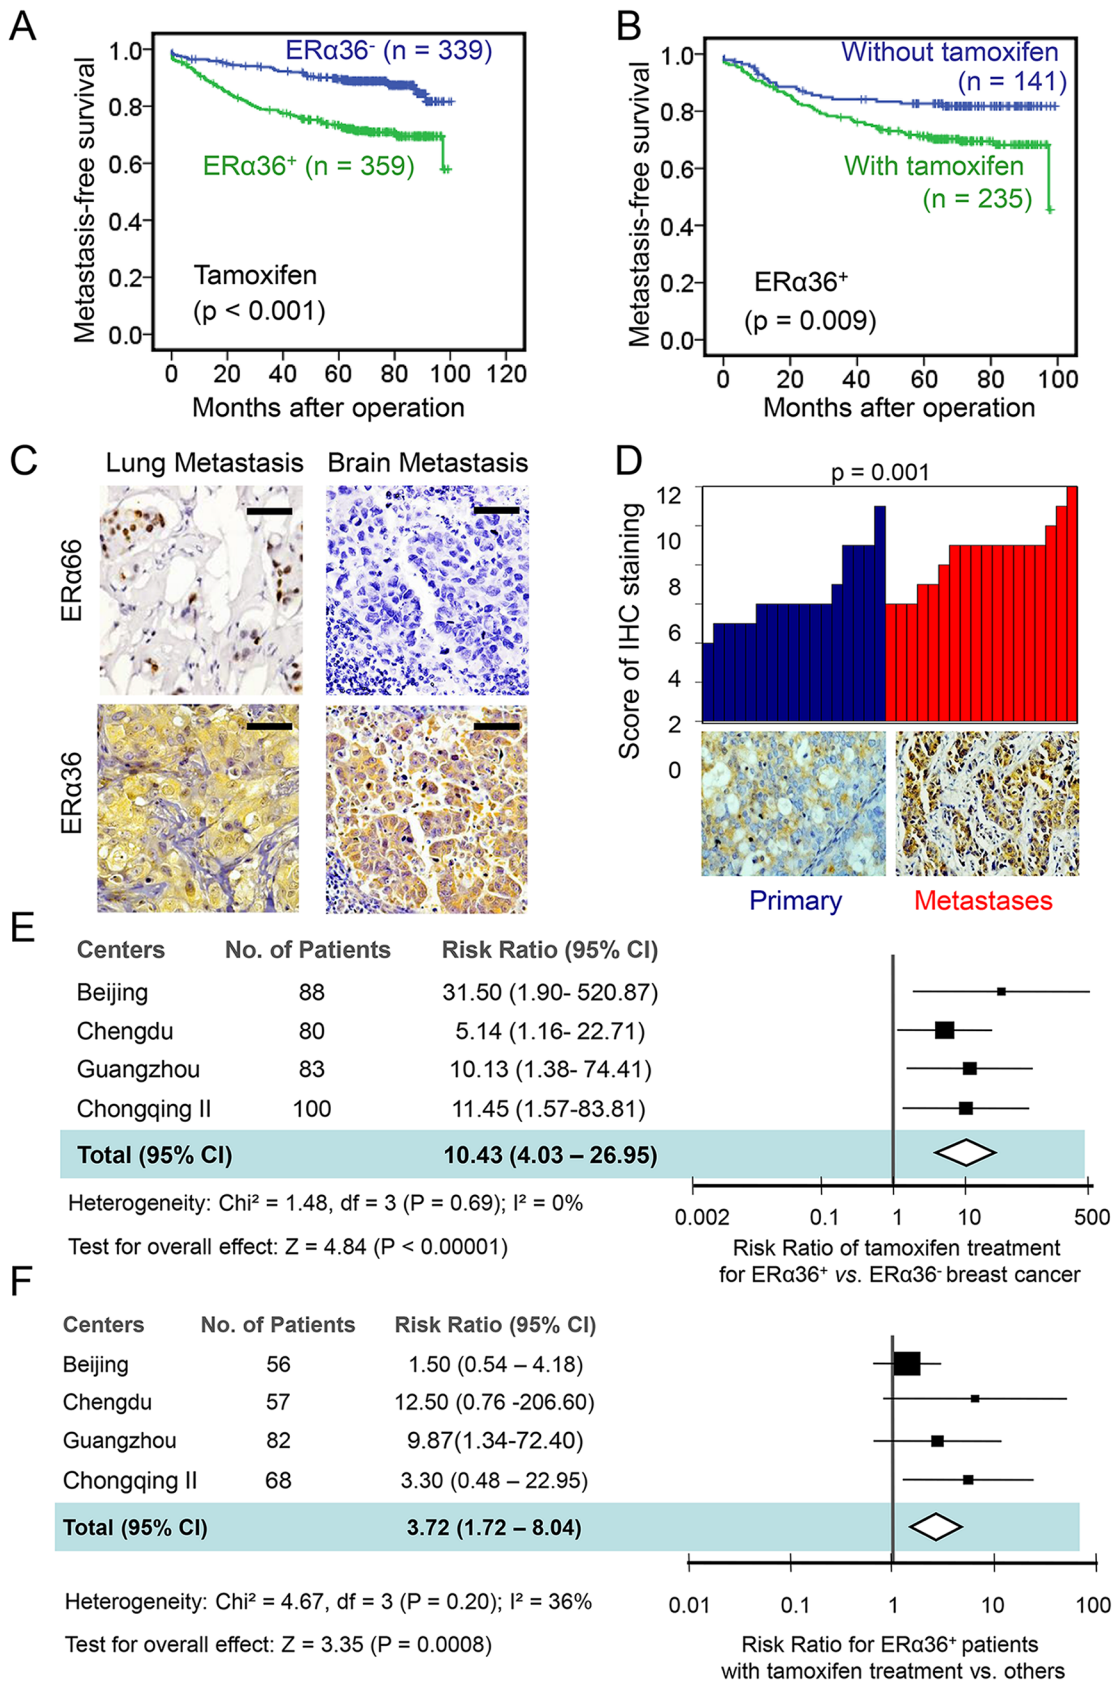 A
Metastasis-free survival
1.0
0.8
0.6
0.4
0.2
0.0
ERα36⁻ (n = 339)
ERα36⁺ (n = 359)
Tamoxifen
(p < 0.001)
0 20 40 60 80 100 120
Months after operation
B
Metastasis-free survival
1.0
0.8
0.6
0.4
0.2
0.0
Without tamoxifen
(n = 141)
With tamoxifen
(n = 235)
ERα36⁺
(p = 0.009)
0 20 40 60 80 100
Months after operation
C
Lung Metastasis Brain Metastasis
ERα66
ERα36
D
p = 0.001
Score of IHC staining
12
10
8
6
4
2
0
Primary Metastases
E
Centers No. of Patients Risk Ratio (95% CI)
Beijing 88 31.50 (1.90- 520.87)
Chengdu 80 5.14 (1.16- 22.71)
Guangzhou 83 10.13 (1.38- 74.41)
Chongqing II 100 11.45 (1.57-83.81)
Total (95% CI) 10.43 (4.03 – 26.95)
Heterogeneity: Chi² = 1.48, df = 3 (P = 0.69); I² = 0%
Test for overall effect: Z = 4.84 (P < 0.00001)
0.002 0.1 1 10 500
Risk Ratio of tamoxifen treatment
for ERα36⁺ vs. ERα36⁻ breast cancer
F
Centers No. of Patients Risk Ratio (95% CI)
Beijing 56 1.50 (0.54 – 4.18)
Chengdu 57 12.50 (0.76 -206.60)
Guangzhou 82 9.87(1.34-72.40)
Chongqing II 68 3.30 (0.48 – 22.95)
Total (95% CI) 3.72 (1.72 – 8.04)
Heterogeneity: Chi² = 4.67, df = 3 (P = 0.20); I² = 36%
Test for overall effect: Z = 3.35 (P = 0.0008)
0.01 0.1 1 10 100
Risk Ratio for ERα36⁺ patients
with tamoxifen treatment vs. others